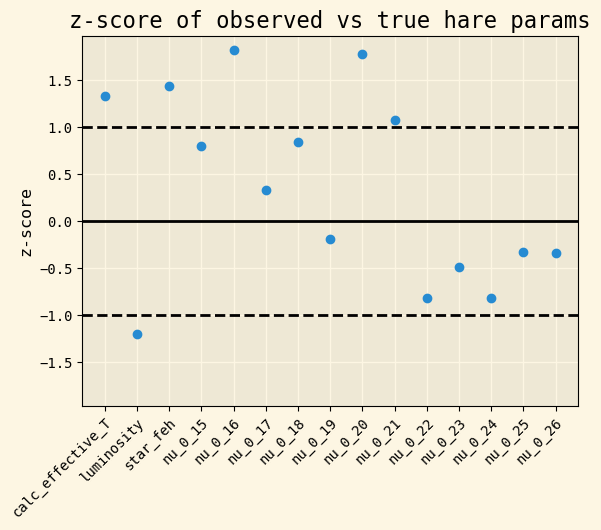 z-score of observed vs true hare params
z-score
1.5
1.0
0.5
0.0
−0.5
−1.0
−1.5
calc_effective_T
luminosity
star_feh
nu_0_15
nu_0_16
nu_0_17
nu_0_18
nu_0_19
nu_0_20
nu_0_21
nu_0_22
nu_0_23
nu_0_24
nu_0_25
nu_0_26